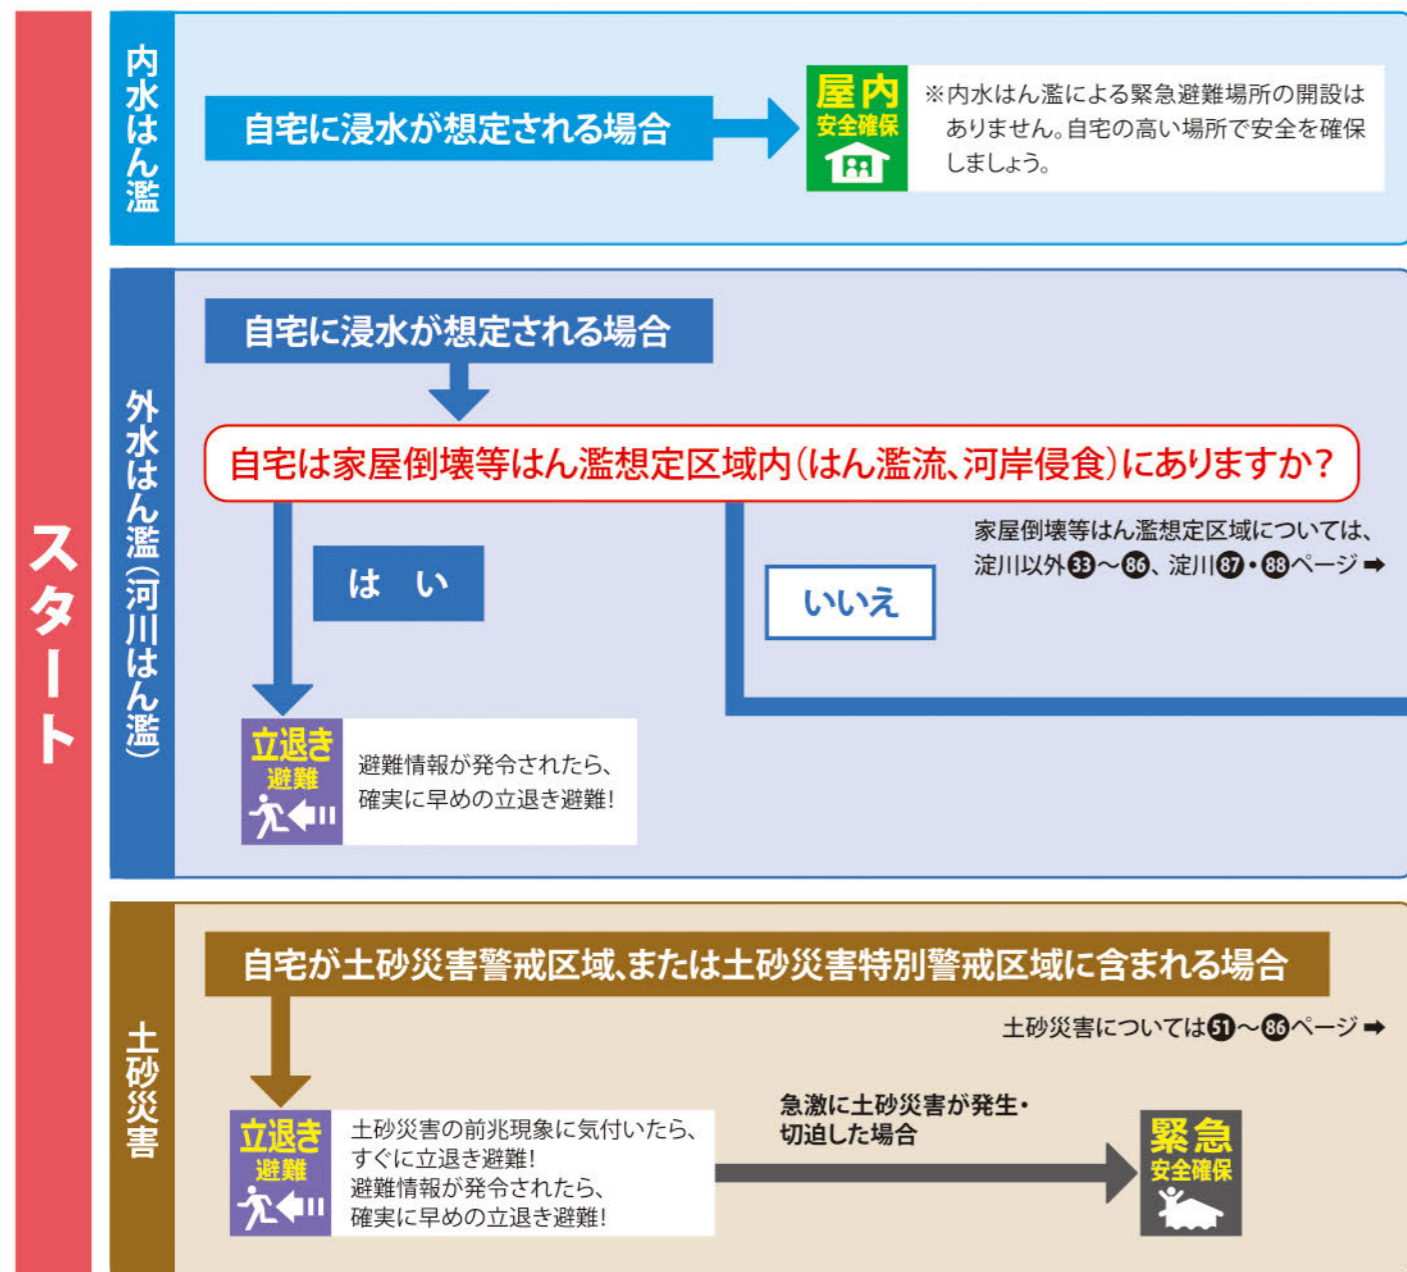 スタート
内水はん濫
自宅に浸水が想定される場合
屋内
安全確保
※内水はん濫による緊急避難場所の開設は
ありません。自宅の高い場所で安全を確保
しましょう。
外水はん濫(河川はん濫)
自宅に浸水が想定される場合
自宅は家屋倒壊等はん濫想定区域内(はん濫流、河岸侵食)にありますか?
家屋倒壊等はん濫想定区域については、
淀川以外㉝〜86、淀川87・88ページ➡
はい
いいえ
立退き
避難
避難情報が発令されたら、
確実に早めの立退き避難!
土砂災害
自宅が土砂災害警戒区域、または土砂災害特別警戒区域に含まれる場合
土砂災害については51〜86ページ➡
立退き
避難
土砂災害の前兆現象に気付いたら、
すぐに立退き避難!
避難情報が発令されたら、
確実に早めの立退き避難!
急激に土砂災害が発生・
切迫した場合
緊急
安全確保